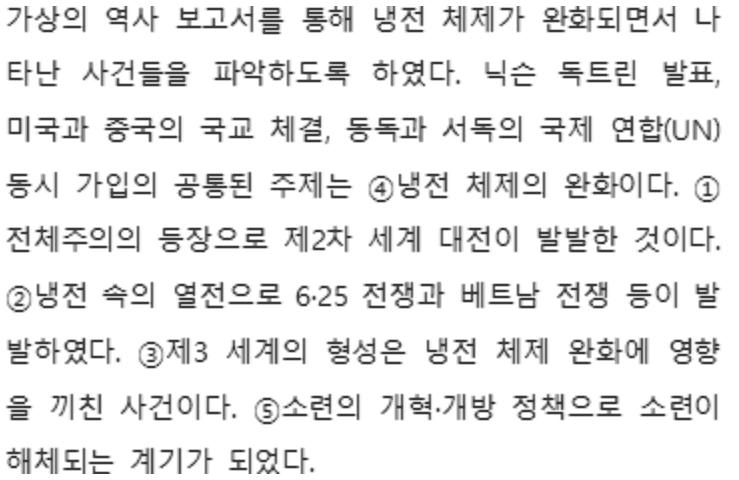 가상의 역사 보고서를 통해 냉전 체제가 완화되면서 나
타난 사건들을 파악하도록 하였다. 닉슨 독트린 발표,
미국과 중국의 국교 체결, 동독과 서독의 국제 연합(UN)
동시 가입의 공통된 주제는 ④냉전 체제의 완화이다. ①
전체주의의 등장으로 제2차 세계 대전이 발발한 것이다.
②냉전 속의 열전으로 6·25 전쟁과 베트남 전쟁 등이 발
발하였다. ③제3 세계의 형성은 냉전 체제 완화에 영향
을 끼친 사건이다. ⑤소련의 개혁·개방 정책으로 소련이
해체되는 계기가 되었다.